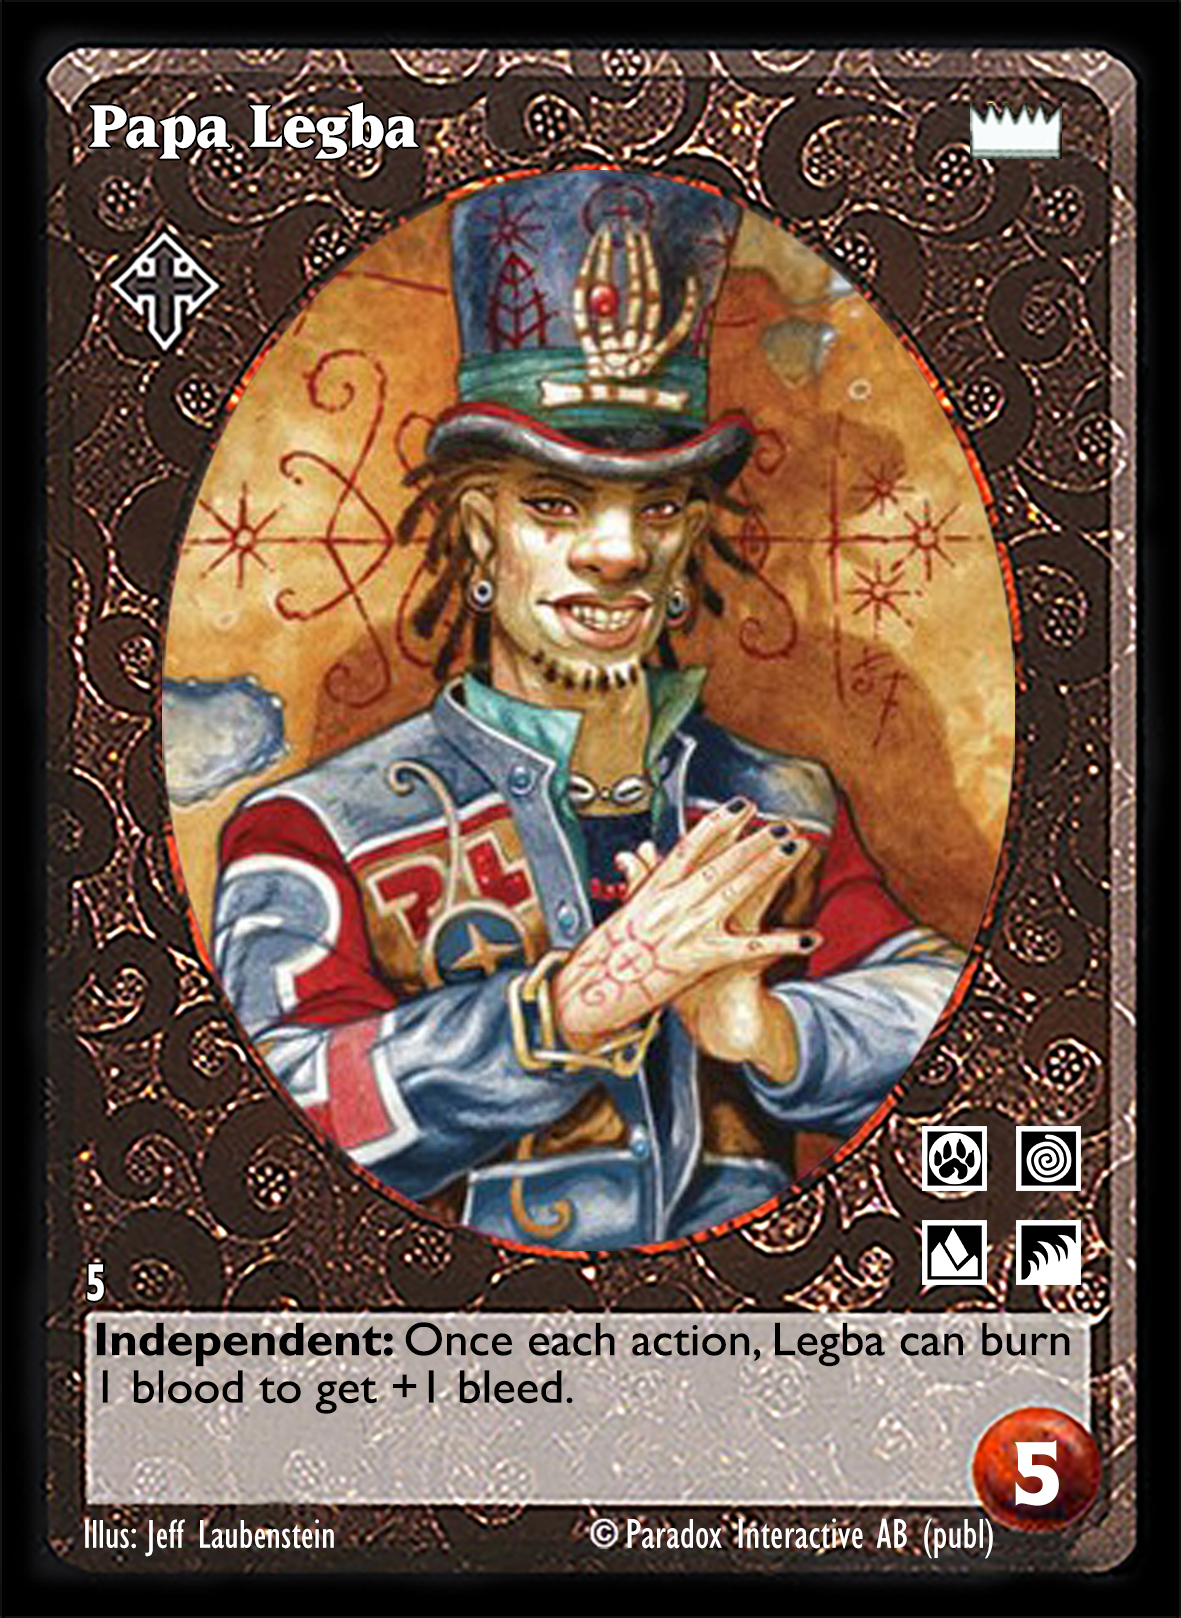 Papa Legba
PL
5
Independent: Once each action, Legba can burn
1 blood to get +1 bleed.
5
Illus: Jeff Laubenstein
© Paradox Interactive AB (publ)